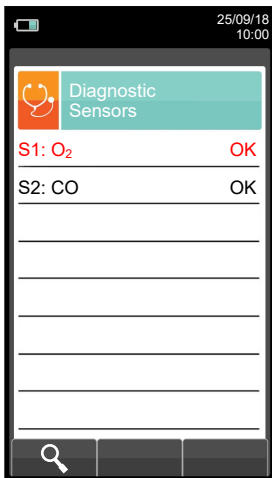 25/09/18
10:00
Diagnostic
Sensors
S1: O₂ OK
S2: CO OK